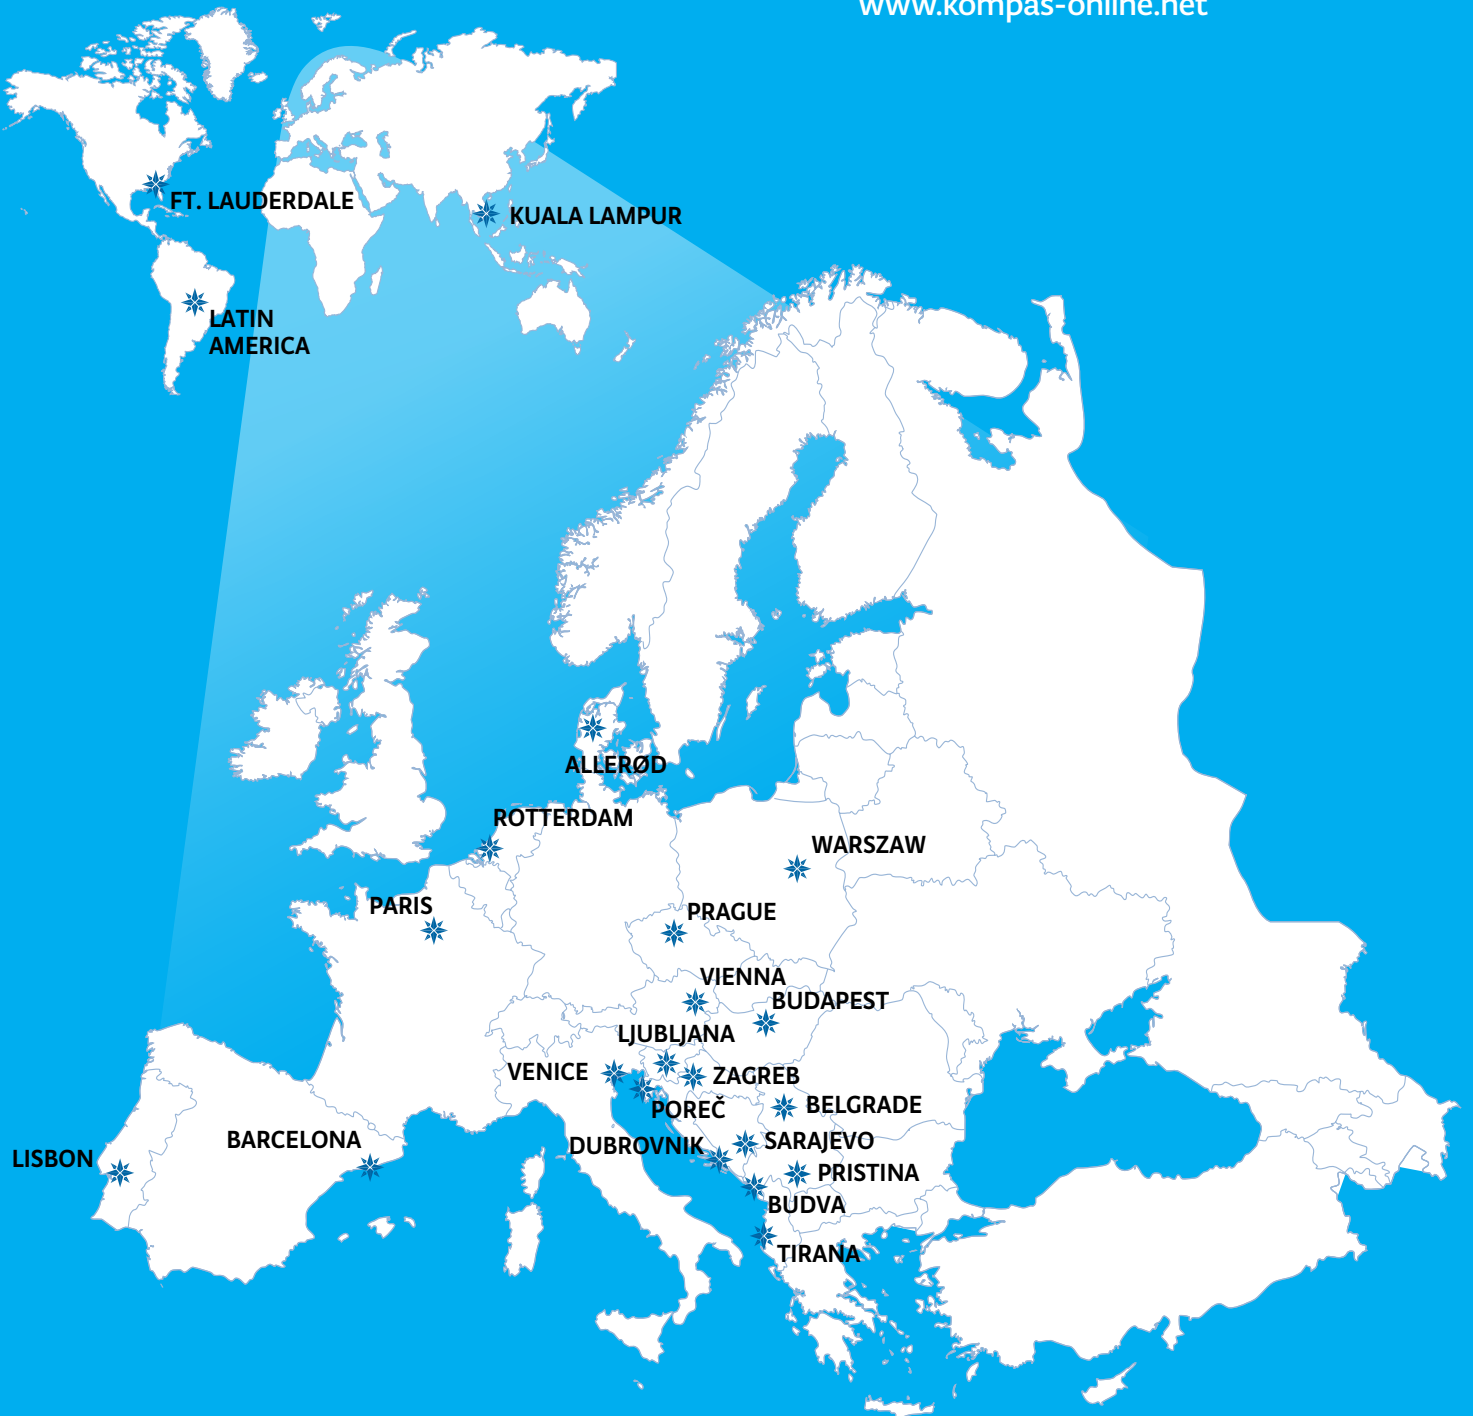 www.kompas-online.net
FT. LAUDERDALE
KUALA LAMPUR
LATIN
AMERICA
ALLERØD
ROTTERDAM
WARSZAW
PARIS
PRAGUE
VIENNA
BUDAPEST
LJUBLJANA
VENICE
ZAGREB
POREČ
BELGRADE
BARCELONA
DUBROVNIK
SARAJEVO
LISBON
PRISTINA
BUDVA
TIRANA